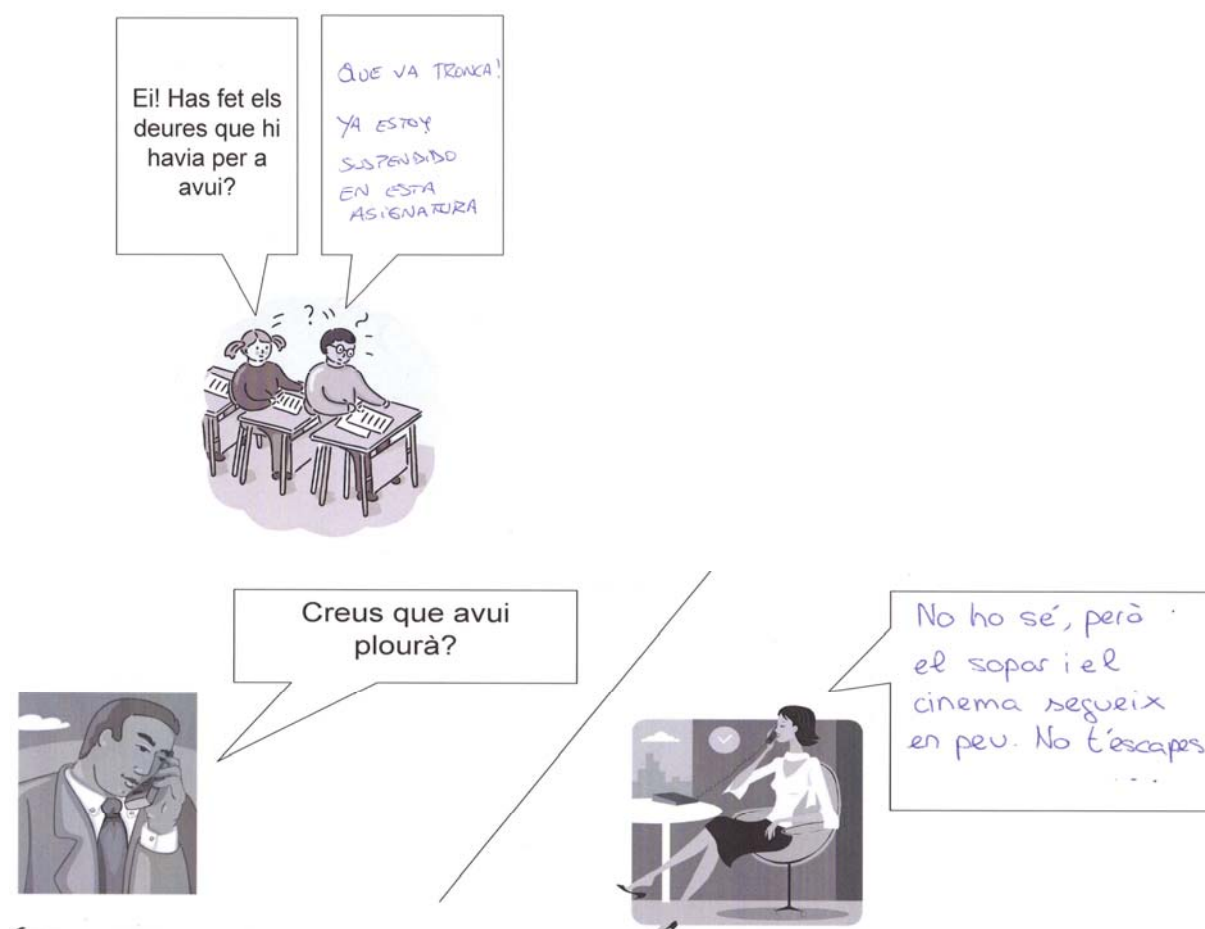 Ei! Has fet els
deures que hi
havia per a
avui?
QUE VA TRONCA!
YA ESTOY
SUSPENDIDO
EN ESTA
ASIGNATURA
Creus que avui
plourà?
No ho sé, però
el sopar i el
cinema segueix
en peu. No t'escapes
...